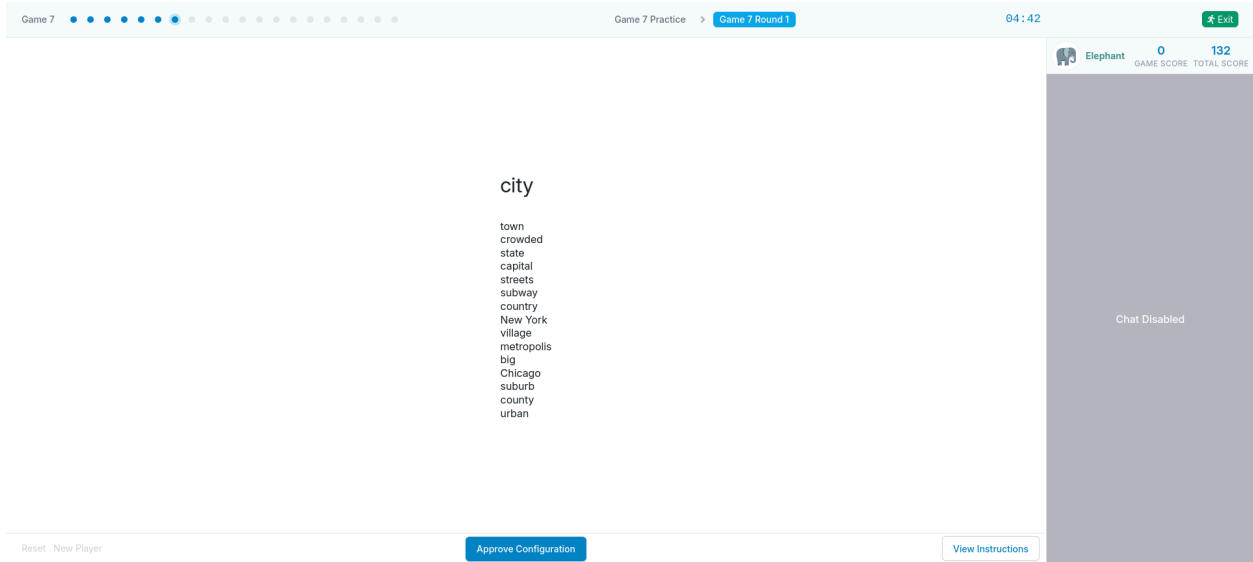 Game 7
Game 7 Practice > Game 7 Round 1
04:42
Exit
Elephant
0
GAME SCORE
132
TOTAL SCORE
city
town
crowded
state
capital
streets
subway
country
New York
village
metropolis
big
Chicago
suburb
county
urban
Chat Disabled
Reset New Player
Approve Configuration
View Instructions